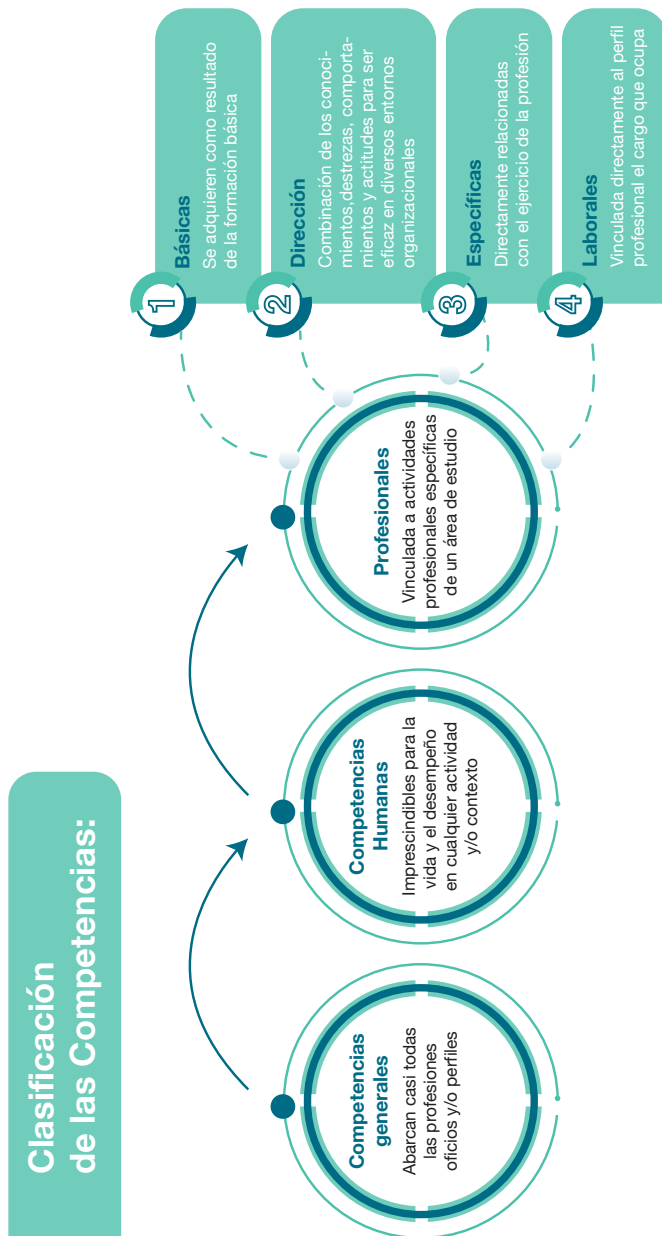 Clasificación
de las Competencias:
Competencias
generales
Abarcan casi todas
las profesiones
oficios y/o perfiles
Competencias
Humanas
Imprescindibles para la
vida y el desempeño
en cualquier actividad
y/o contexto
Profesionales
Vinculada a actividades
profesionales específicas
de un área de estudio
1
Básicas
Se adquieren como resultado
de la formación básica
2
Dirección
Combinación de los conoci-
mientos,destrezas, comporta-
mientos y actitudes para ser
eficaz en diversos entornos
organizacionales
3
Específicas
Directamente relacionadas
con el ejercicio de la profesión
4
Laborales
Vinculada directamente al perfil
profesional el cargo que ocupa